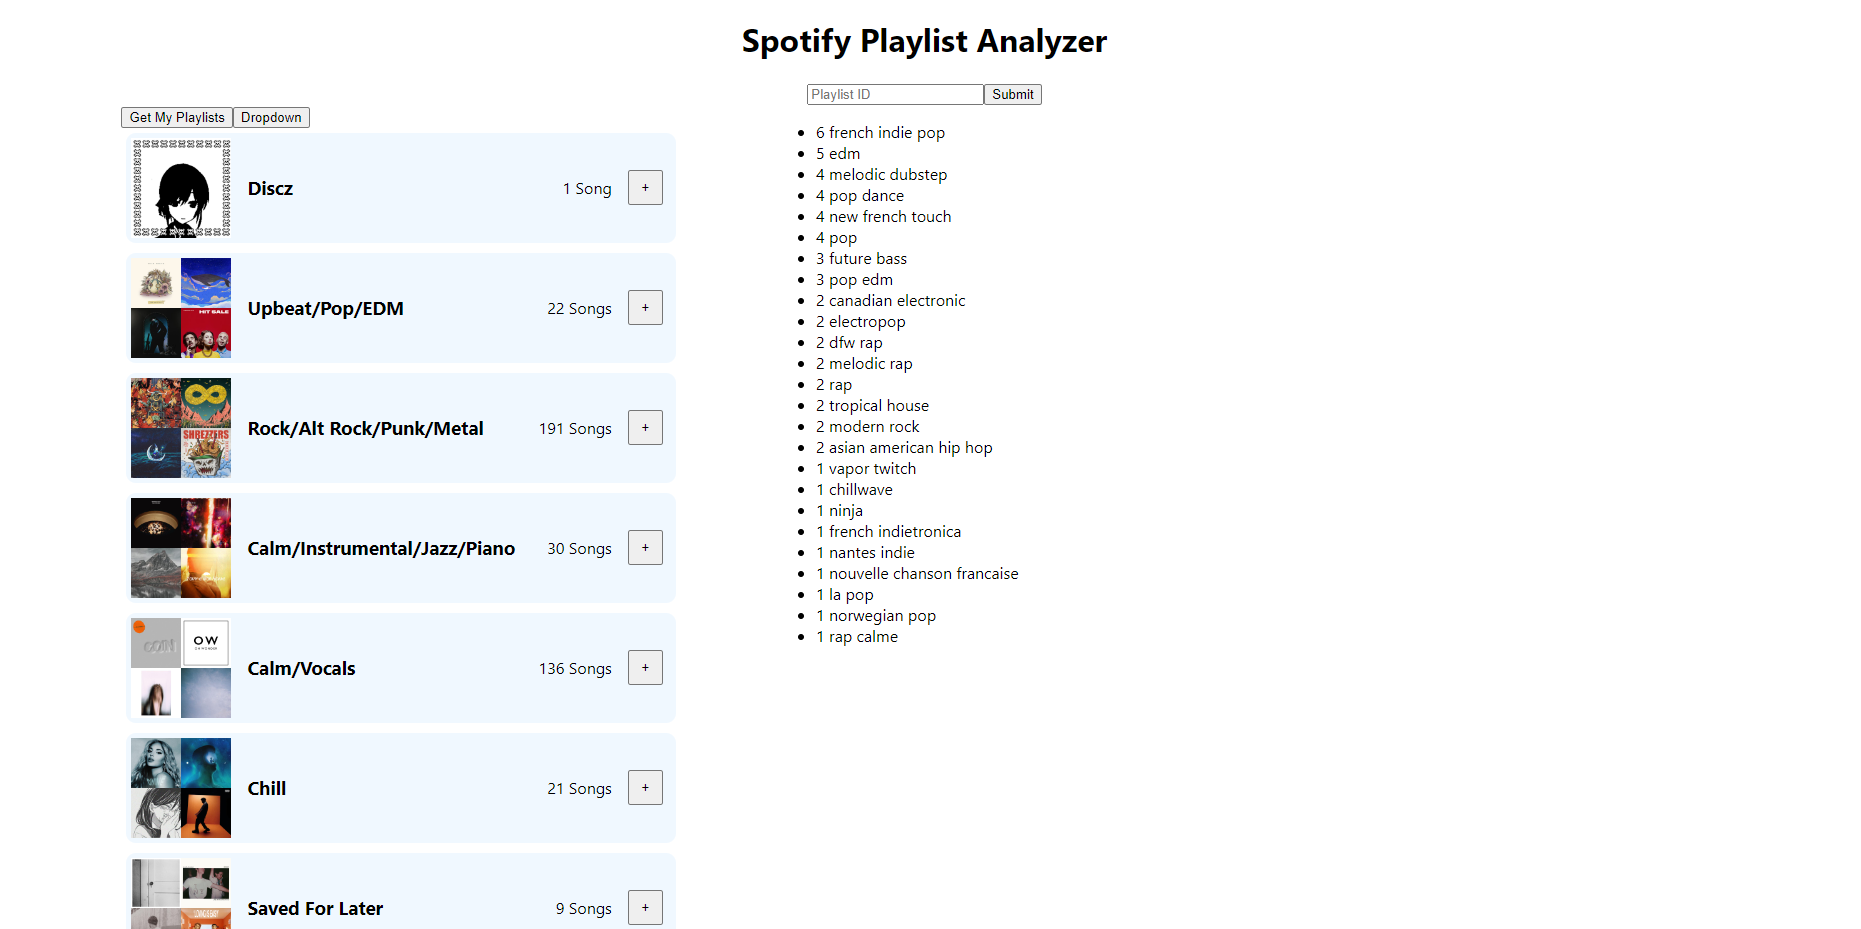 Spotify Playlist Analyzer
Playlist ID Submit
Get My Playlists Dropdown
Discz 1 Song +
Upbeat/Pop/EDM 22 Songs +
HIT SALE
Rock/Alt Rock/Punk/Metal 191 Songs +
SHREZZERS
Calm/Instrumental/Jazz/Piano 30 Songs +
Calm/Vocals 136 Songs +
COIN
OW
Chill 21 Songs +
Saved For Later 9 Songs +
6 french indie pop
5 edm
4 melodic dubstep
4 pop dance
4 new french touch
4 pop
3 future bass
3 pop edm
2 canadian electronic
2 electropop
2 dfw rap
2 melodic rap
2 rap
2 tropical house
2 modern rock
2 asian american hip hop
1 vapor twitch
1 chillwave
1 ninja
1 french indietronica
1 nantes indie
1 nouvelle chanson francaise
1 la pop
1 norwegian pop
1 rap calme